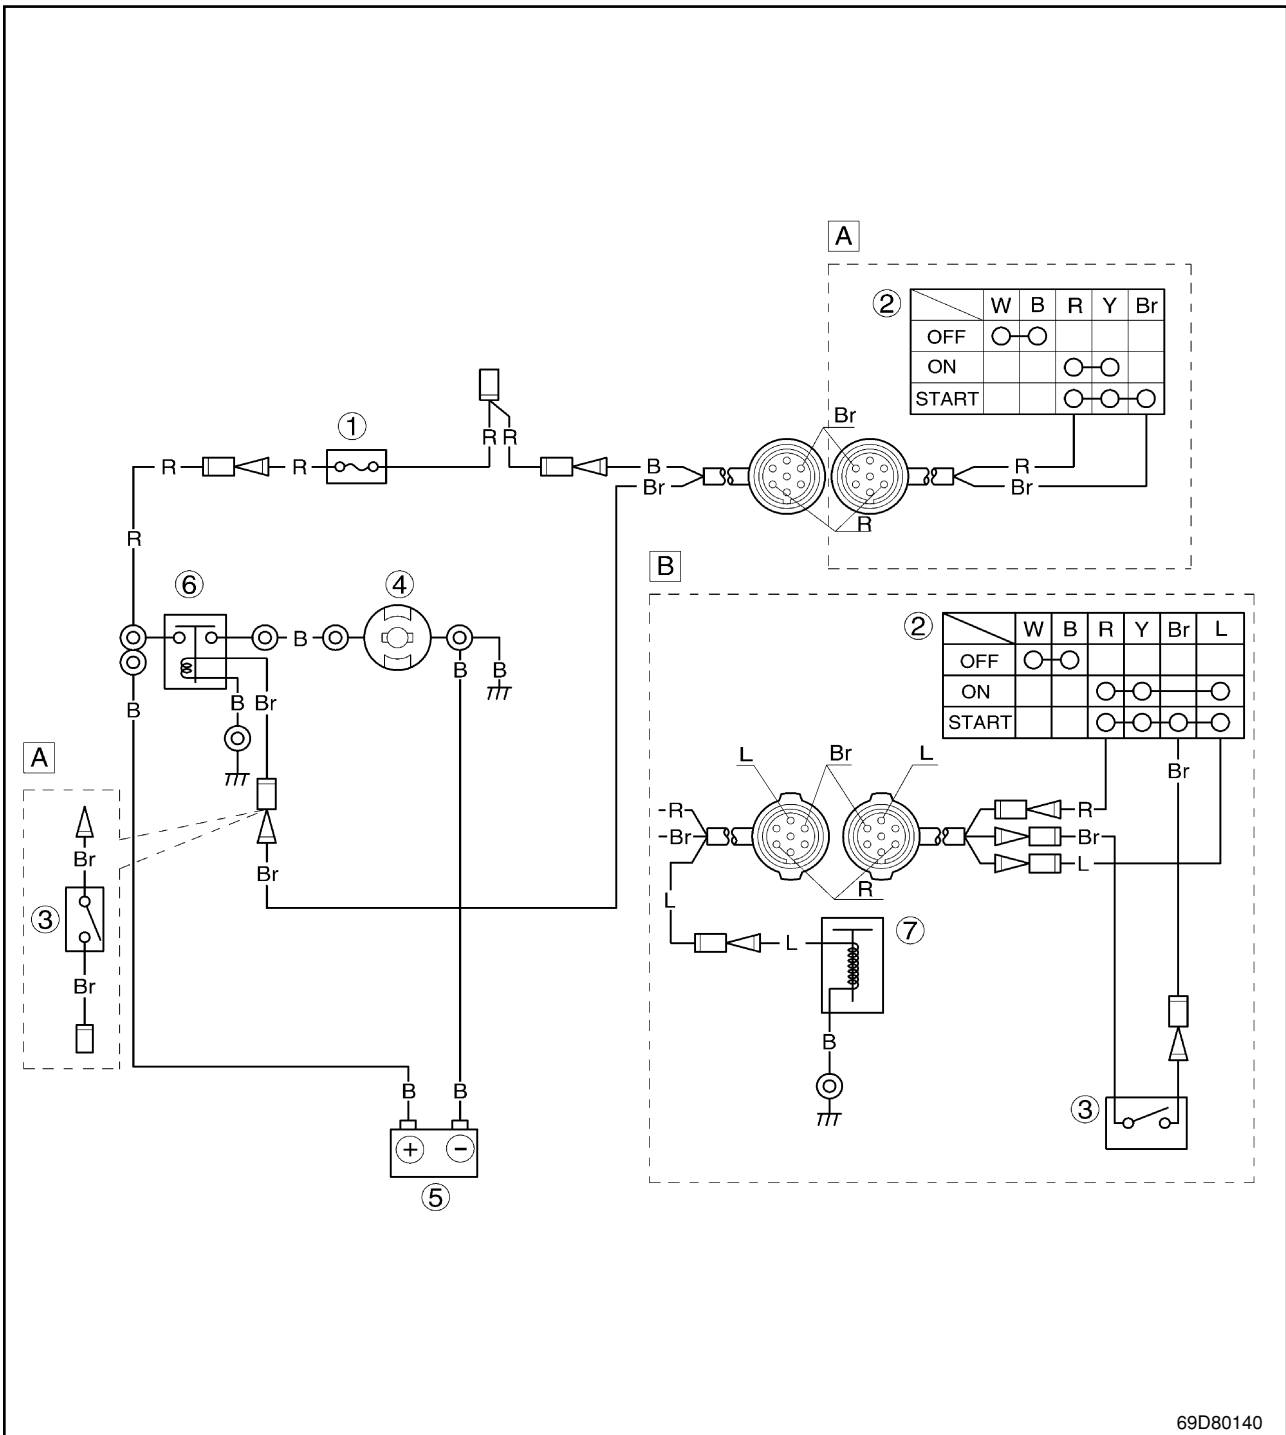 A
② W B R Y Br
OFF
ON
START
①
R R
Br
R R B R
Br Br
R
R
B
⑥ ④
② W B R Y Br L
OFF
B
ON
B B
START
B B Br
A
L Br L Br
R R
Br Br
Br
Br L
R
L
③ ⑦
L
Br
B
B B ③
+ −
⑤
69D80140